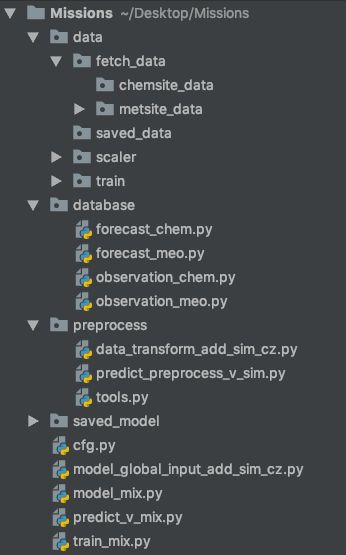 Missions ~/Desktop/Missions
data
fetch_data
chemsite_data
metsite_data
saved_data
scaler
train
database
forecast_chem.py
forecast_meo.py
observation_chem.py
observation_meo.py
preprocess
data_transform_add_sim_cz.py
predict_preprocess_v_sim.py
tools.py
saved_model
cfg.py
model_global_input_add_sim_cz.py
model_mix.py
predict_v_mix.py
train_mix.py